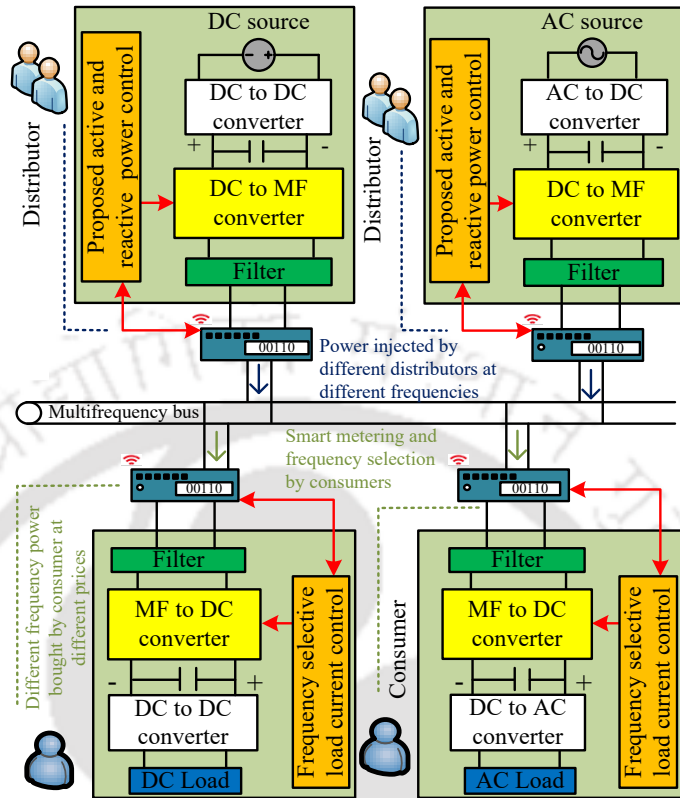 DC source
DC to DC
converter
+ -
DC to MF
converter
Filter
Proposed active and
reactive power control
Distributor
00110
AC source
AC to DC
converter
+ -
DC to MF
converter
Filter
Proposed active and
reactive power control
Distributor
00110
Power injected by
different distributors at
different frequencies
Multifrequency bus
Smart metering and
frequency selection
by consumers
00110
Filter
MF to DC
converter
- +
DC to DC
converter
DC Load
Frequency selective
load current control
Different frequency power
bought by consumer at
different prices
00110
Filter
MF to DC
converter
- +
DC to AC
converter
AC Load
Frequency selective
load current control
Consumer